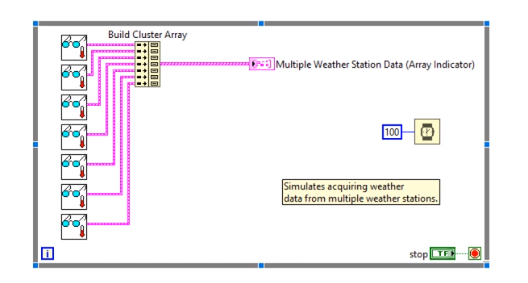 Build Cluster Array
Multiple Weather Station Data (Array Indicator)
100
Simulates acquiring weather
data from multiple weather stations.
i
stop
TF